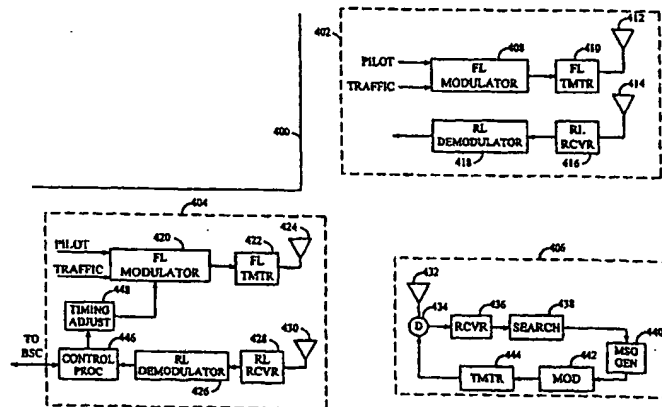 402
412
408
410
PILOT
TRAFFIC
FL
MODULATOR
FL
TMTR
414
400
RL
DEMODULATOR
RL
RCVR
418
416
404
420
422
424
PILOT
TRAFFIC
FL
MODULATOR
FL
TMTR
448
TIMING
ADJUST
TO
BSC
446
CONTROL
PROC
RL
DEMODULATOR
426
428
RL
RCVR
430
406
432
434
D
436
RCVR
438
SEARCH
440
MSG
GEN
444
TMTR
442
MOD